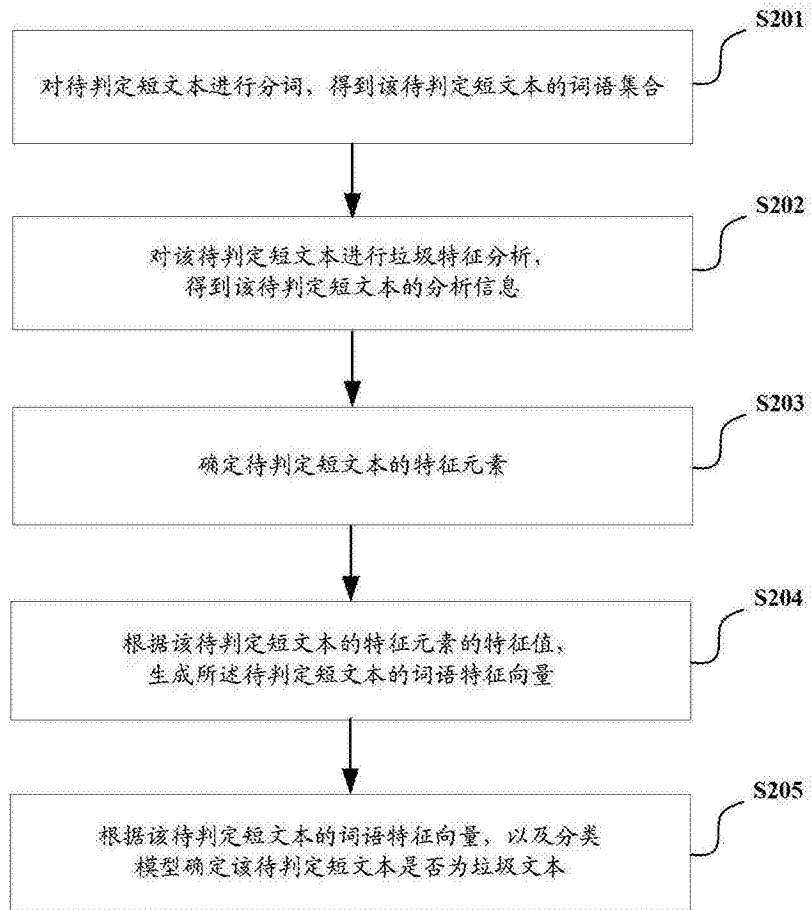 S201
对待判定短文本进行分词，得到该待判定短文本的词语集合
S202
对该待判定短文本进行垃圾特征分析，
得到该待判定短文本的分析信息
S203
确定待判定短文本的特征元素
S204
根据该待判定短文本的特征元素的特征值，
生成所述待判定短文本的词语特征向量
S205
根据该待判定短文本的词语特征向量，以及分类
模型确定该待判定短文本是否为垃圾文本